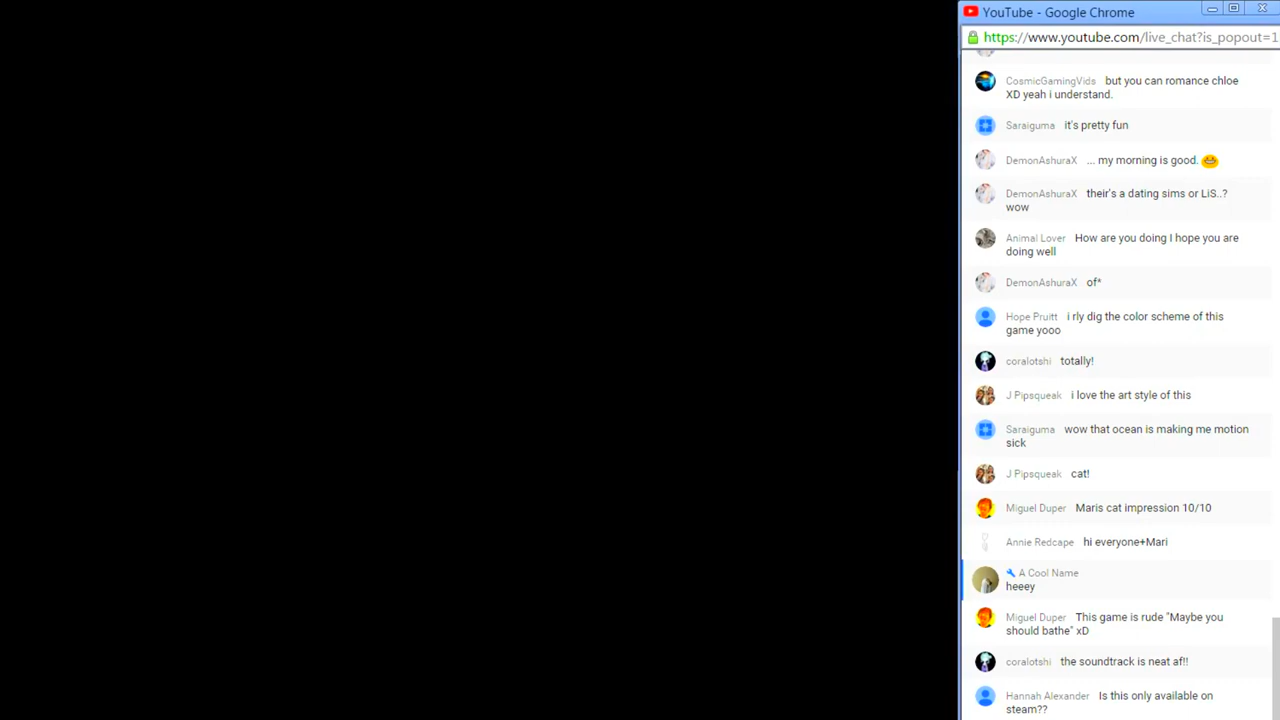 YouTube - Google Chrome
https://www.youtube.com/live_chat?is_popout=1
CosmicGamingVids but you can romance chloe
XD yeah i understand.
Saraiguma it's pretty fun
DemonAshuraX ... my morning is good.
DemonAshuraX their's a dating sims or LiS..?
wow
Animal Lover How are you doing I hope you are
doing well
DemonAshuraX of*
Hope Pruitt i rly dig the color scheme of this
game yooo
coralotshi totally!
J Pipsqueak i love the art style of this
Saraiguma wow that ocean is making me motion
sick
J Pipsqueak cat!
Miguel Duper Maris cat impression 10/10
Annie Redcape hi everyone+Mari
A Cool Name
heeey
Miguel Duper This game is rude "Maybe you
should bathe" xD
coralotshi the soundtrack is neat af!!
Hannah Alexander Is this only available on
steam??